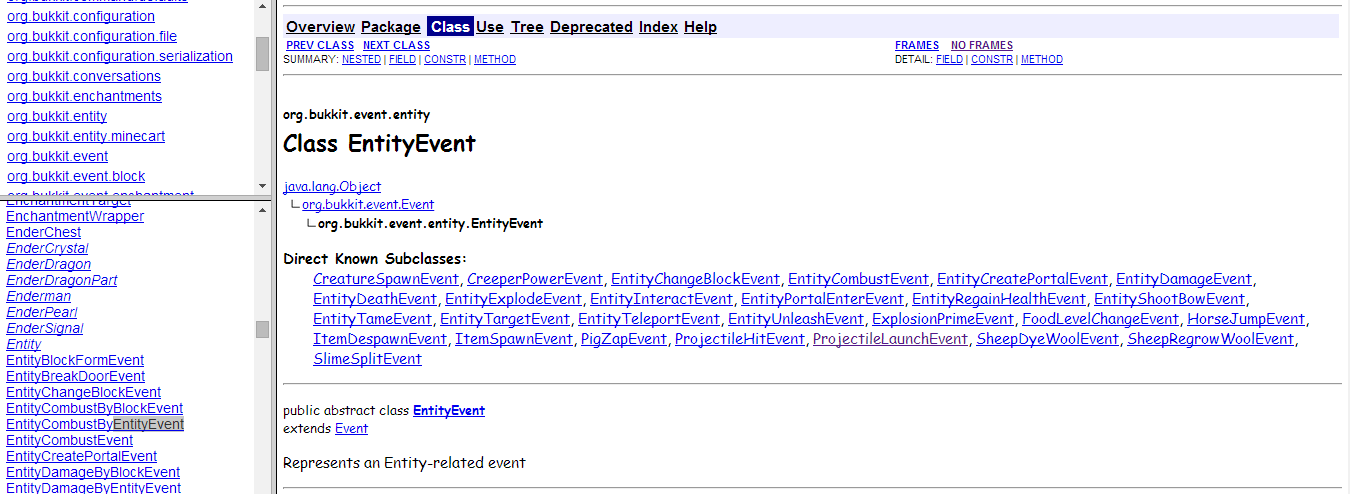 org.bukkit.configuration
org.bukkit.configuration.file
org.bukkit.configuration.serialization
org.bukkit.conversations
org.bukkit.enchantments
org.bukkit.entity
org.bukkit.entity.minecart
org.bukkit.event
org.bukkit.event.block
org.bukkit.event.enchantment
EnchantmentTarget
EnchantmentWrapper
EnderChest
EnderCrystal
EnderDragon
EnderDragonPart
Enderman
EnderPearl
EnderSignal
Entity
EntityBlockFormEvent
EntityBreakDoorEvent
EntityChangeBlockEvent
EntityCombustByBlockEvent
EntityCombustByEntityEvent
EntityCombustEvent
EntityCreatePortalEvent
EntityDamageByBlockEvent
EntityDamageByEntityEvent
Overview Package Class Use Tree Deprecated Index Help
PREV CLASS NEXT CLASS FRAMES NO FRAMES
SUMMARY: NESTED | FIELD | CONSTR | METHOD DETAIL: FIELD | CONSTR | METHOD
org.bukkit.event.entity
Class EntityEvent
java.lang.Object
org.bukkit.event.Event
org.bukkit.event.entity.EntityEvent
Direct Known Subclasses:
CreatureSpawnEvent, CreeperPowerEvent, EntityChangeBlockEvent, EntityCombustEvent, EntityCreatePortalEvent, EntityDamageEvent,
EntityDeathEvent, EntityExplodeEvent, EntityInteractEvent, EntityPortalEnterEvent, EntityRegainHealthEvent, EntityShootBowEvent,
EntityTameEvent, EntityTargetEvent, EntityTeleportEvent, EntityUnleashEvent, ExplosionPrimeEvent, FoodLevelChangeEvent, HorseJumpEvent,
ItemDespawnEvent, ItemSpawnEvent, PigZapEvent, ProjectileHitEvent, ProjectileLaunchEvent, SheepDyeWoolEvent, SheepRegrowWoolEvent,
SlimeSplitEvent
public abstract class EntityEvent
extends Event
Represents an Entity-related event